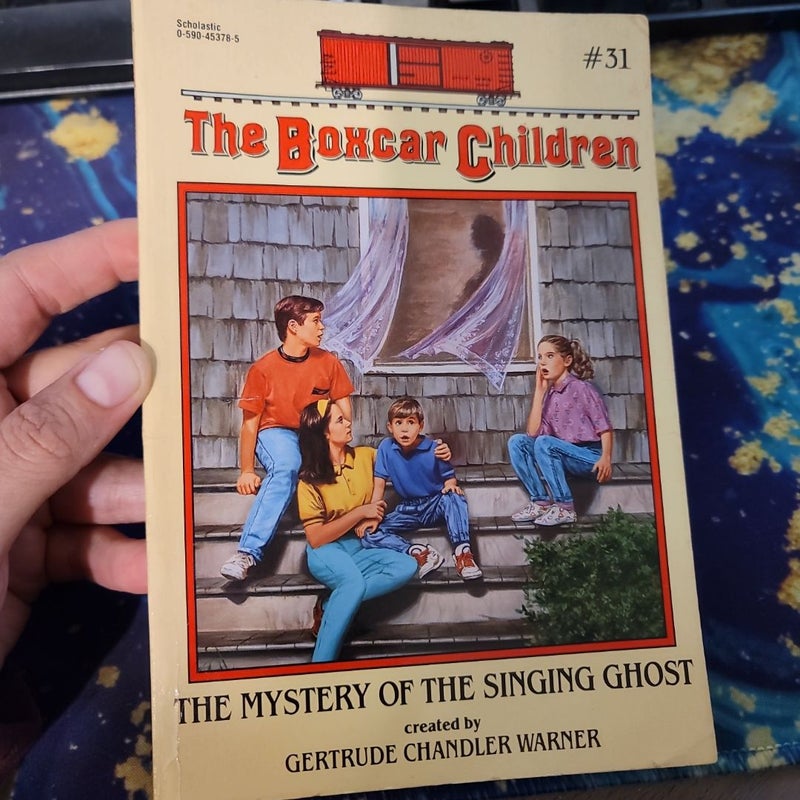 Scholastic
0-590-45378-5
#31
The Boxcar Children
THE MYSTERY OF THE SINGING GHOST
created by
GERTRUDE CHANDLER WARNER